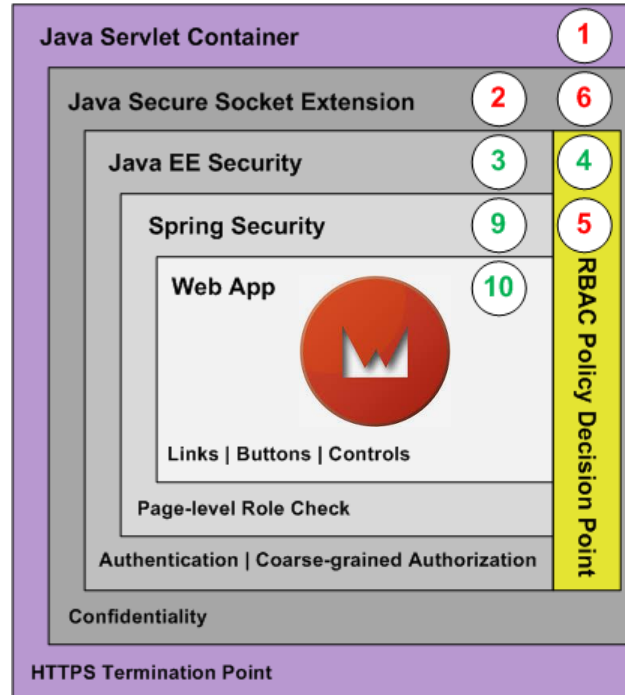 Java Servlet Container 1
Java Secure Socket Extension 2 6
Java EE Security 3 4
Spring Security 9 5
Web App 10
RBAC Policy Decision Point
Links | Buttons | Controls
Page-level Role Check
Authentication | Coarse-grained Authorization
Confidentiality
HTTPS Termination Point